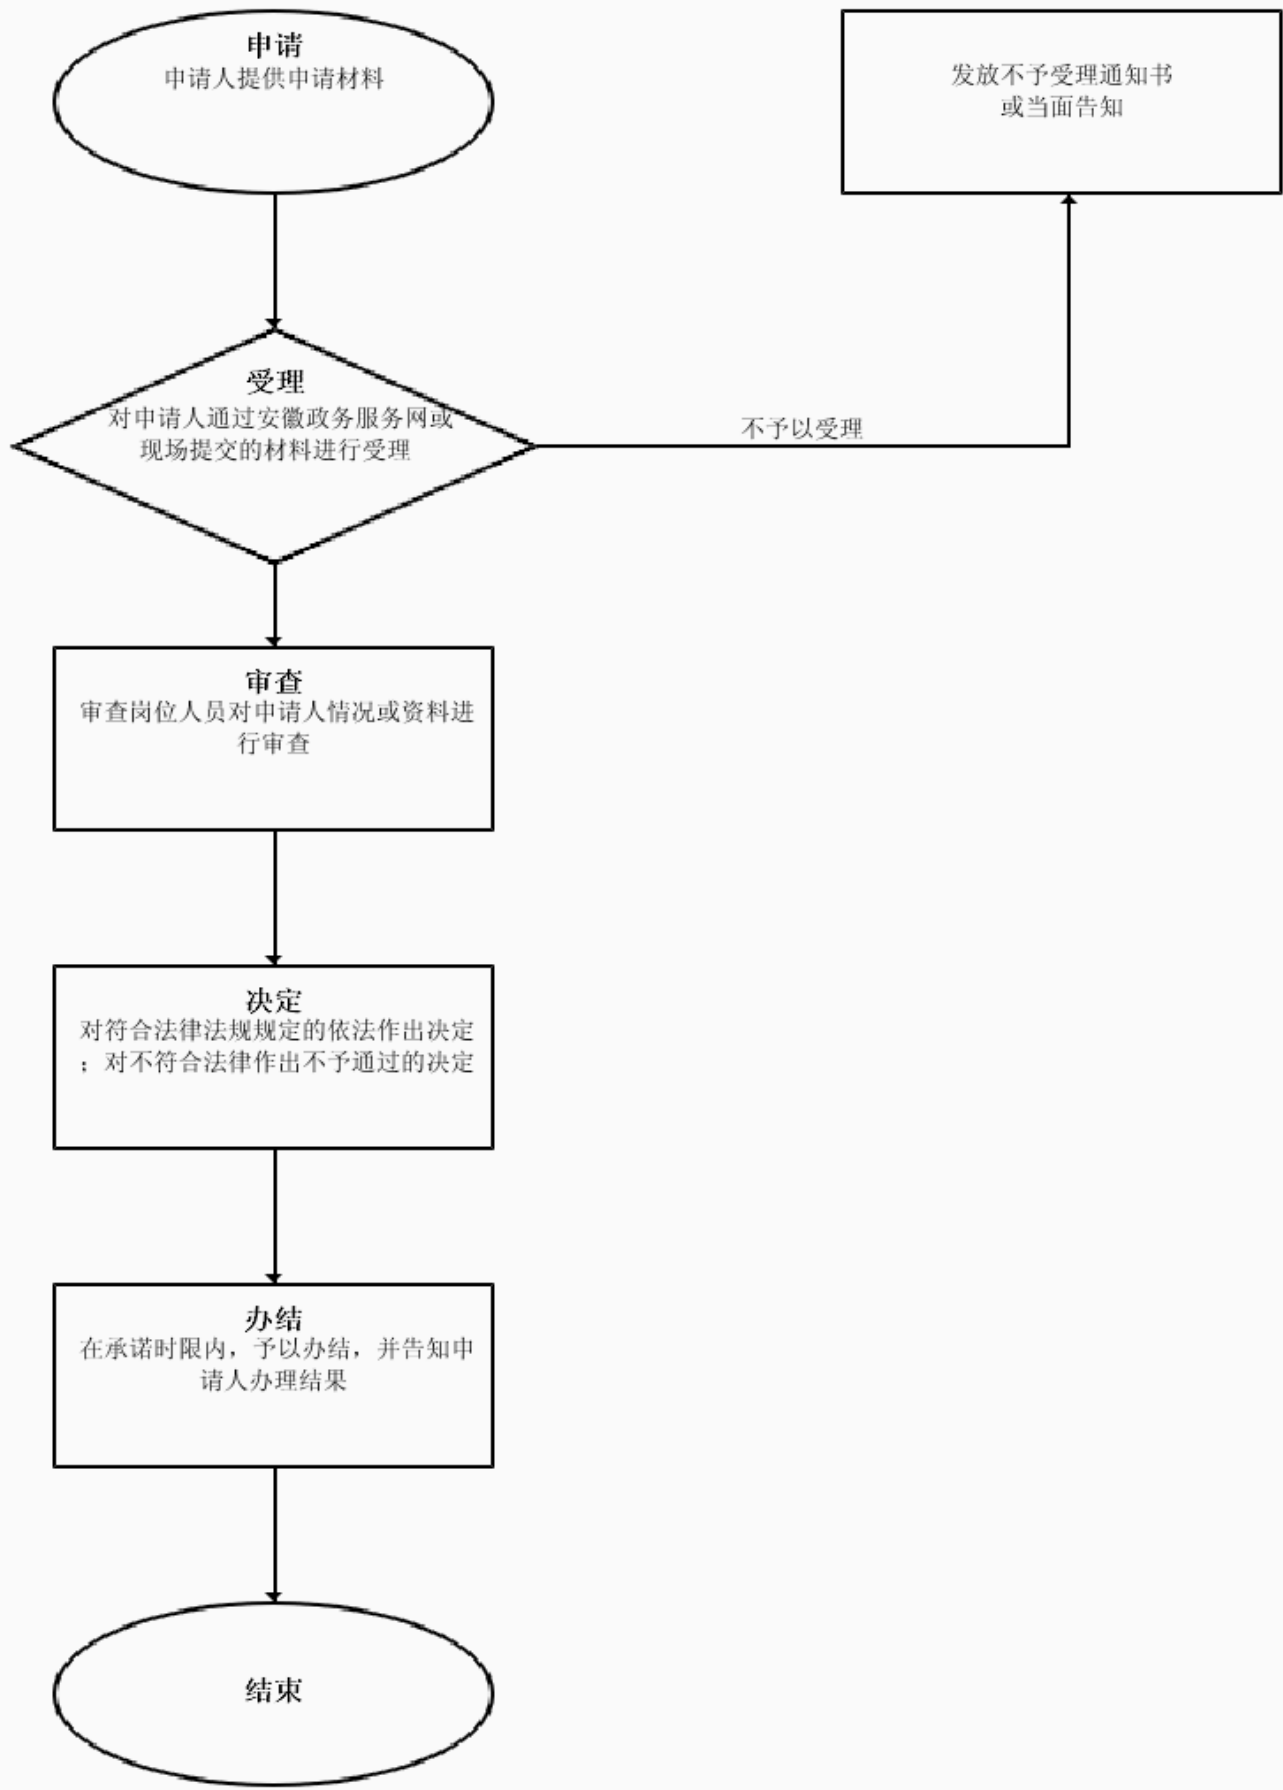 申请
申请人提供申请材料
发放不予受理通知书
或当面告知
受理
对申请人通过安徽政务服务网或
现场提交的材料进行受理
不予以受理
审查
审查岗位人员对申请人情况或资料进
行审查
决定
对符合法律法规规定的依法作出决定
；对不符合法律作出不予通过的决定
办结
在承诺时限内，予以办结，并告知申
请人办理结果
结束